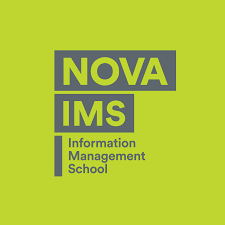 NOVA
IMS
Information
Management
School